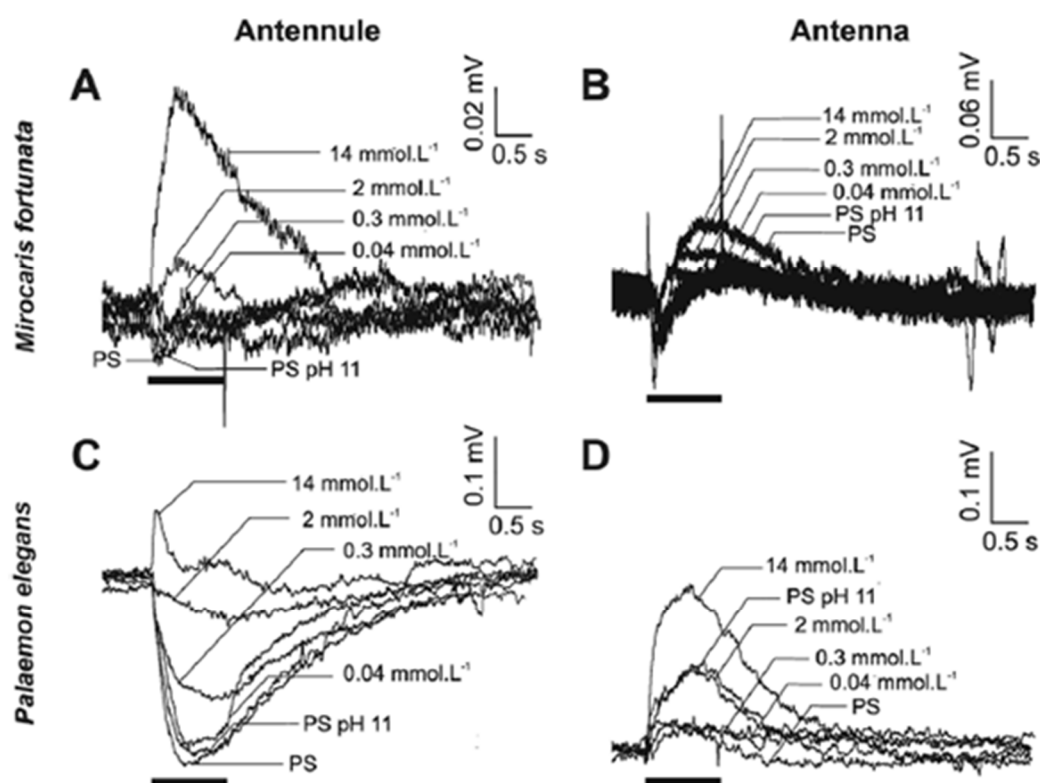 Antennule
Antenna
Mirocaris fortunata
Palaemon elegans
A
0.02 mV
0.5 s
14 mmol.L⁻¹
2 mmol.L⁻¹
0.3 mmol.L⁻¹
0.04 mmol.L⁻¹
PS
PS pH 11
B
0.06 mV
0.5 s
14 mmol.L⁻¹
2 mmol.L⁻¹
0.3 mmol.L⁻¹
0.04 mmol.L⁻¹
PS pH 11
PS
C
0.1 mV
0.5 s
14 mmol.L⁻¹
2 mmol.L⁻¹
0.3 mmol.L⁻¹
0.04 mmol.L⁻¹
PS pH 11
PS
D
0.1 mV
0.5 s
14 mmol.L⁻¹
PS pH 11
2 mmol.L⁻¹
0.3 mmol.L⁻¹
0.04 mmol.L⁻¹
PS